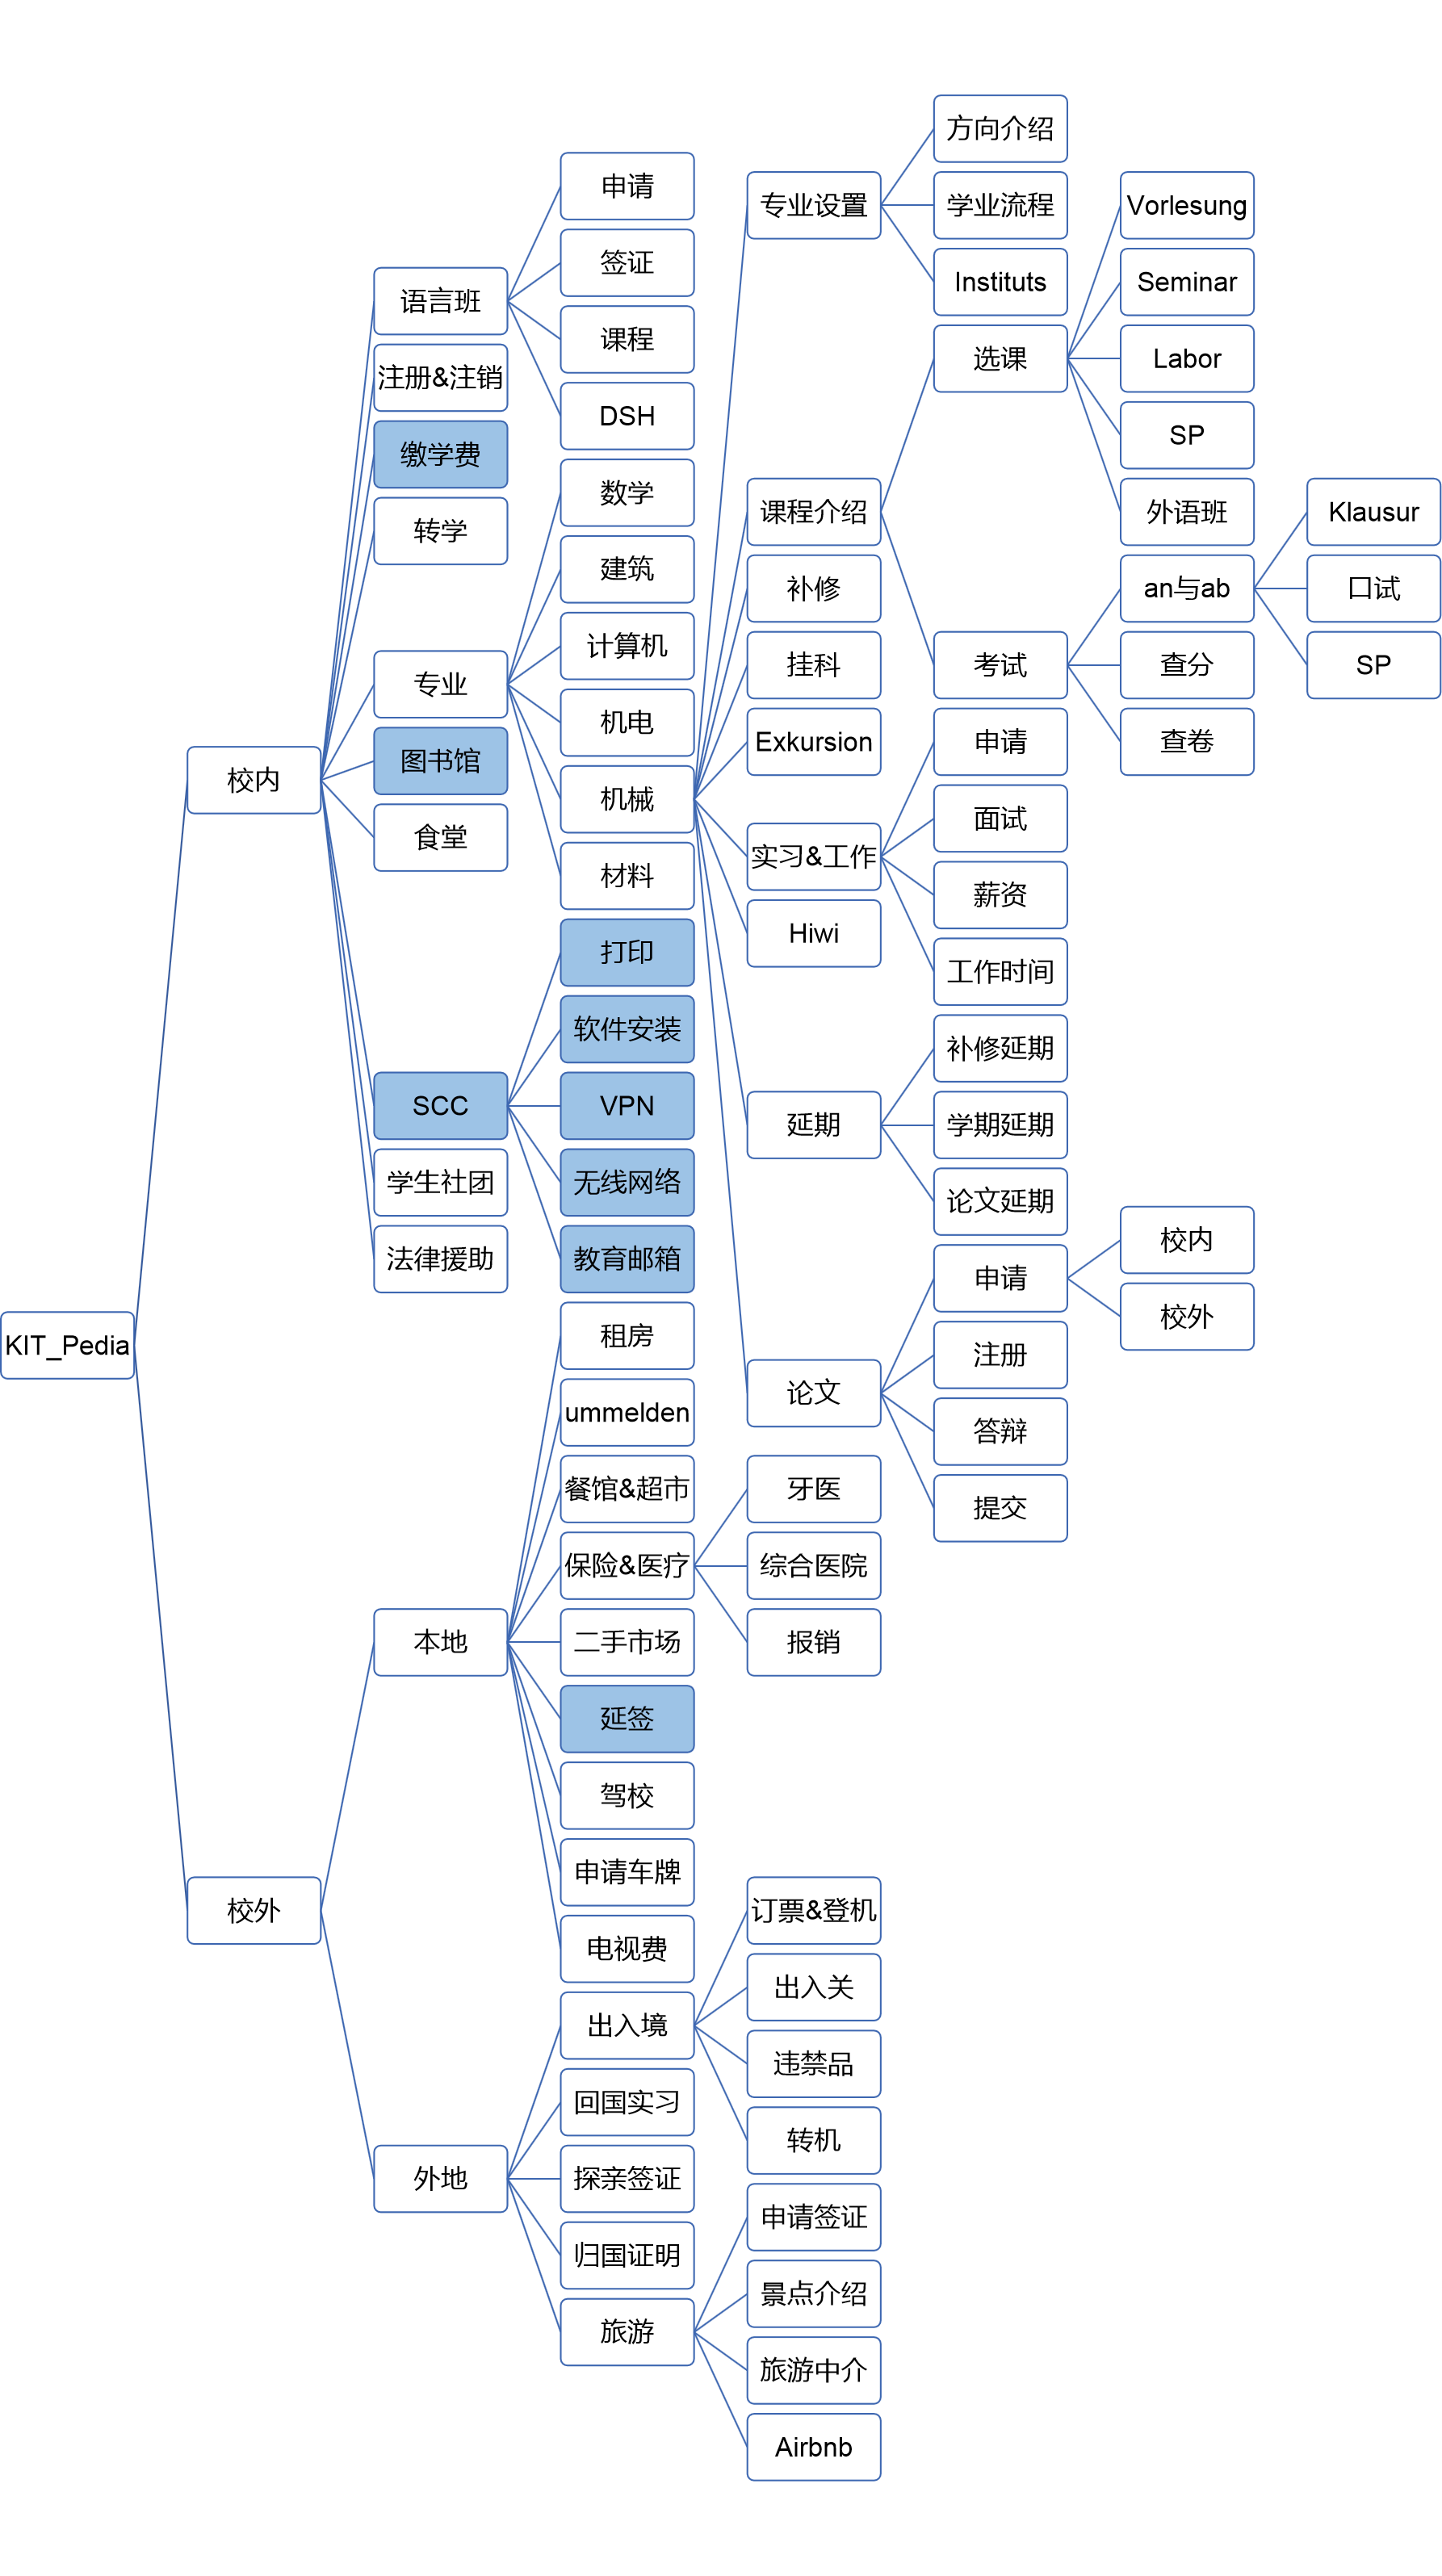 KIT_Pedia
校内
语言班
申请
签证
课程
DSH
注册&注销
缴学费
转学
专业
数学
建筑
计算机
机电
机械
专业设置
方向介绍
学业流程
Instituts
课程介绍
选课
Vorlesung
Seminar
Labor
SP
外语班
考试
an与ab
Klausur
口试
SP
查分
查卷
补修
挂科
Exkursion
实习&工作
申请
面试
薪资
工作时间
Hiwi
延期
补修延期
学期延期
论文延期
论文
申请
校内
校外
注册
答辩
提交
材料
图书馆
食堂
SCC
打印
软件安装
VPN
无线网络
教育邮箱
学生社团
法律援助
校外
本地
租房
ummelden
餐馆&超市
保险&医疗
牙医
综合医院
报销
二手市场
延签
驾校
申请车牌
电视费
外地
出入境
订票&登机
出入关
违禁品
转机
回国实习
探亲签证
归国证明
旅游
申请签证
景点介绍
旅游中介
Airbnb